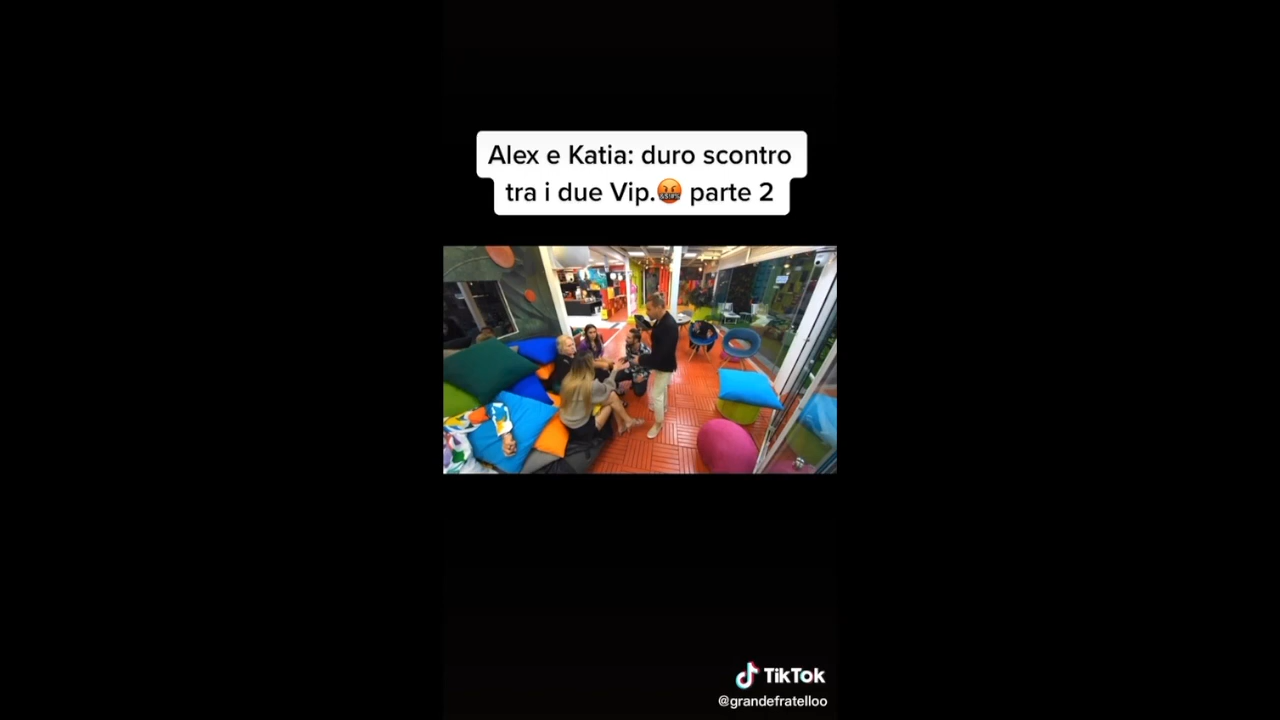 Alex e Katia: duro scontro
tra i due Vip.🤬 parte 2
TikTok
@grandefratelloo